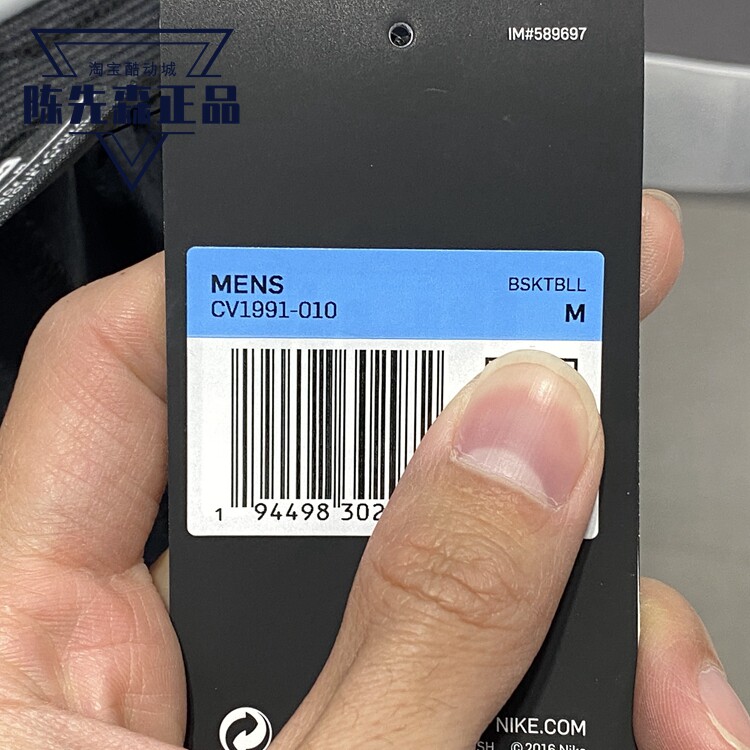 IM#589697
淘宝酷动城
陈先森正品
MENS
BSKTBLL
CV1991-010
M
1 94498 302
NIKE.COM
© 2016 Nike